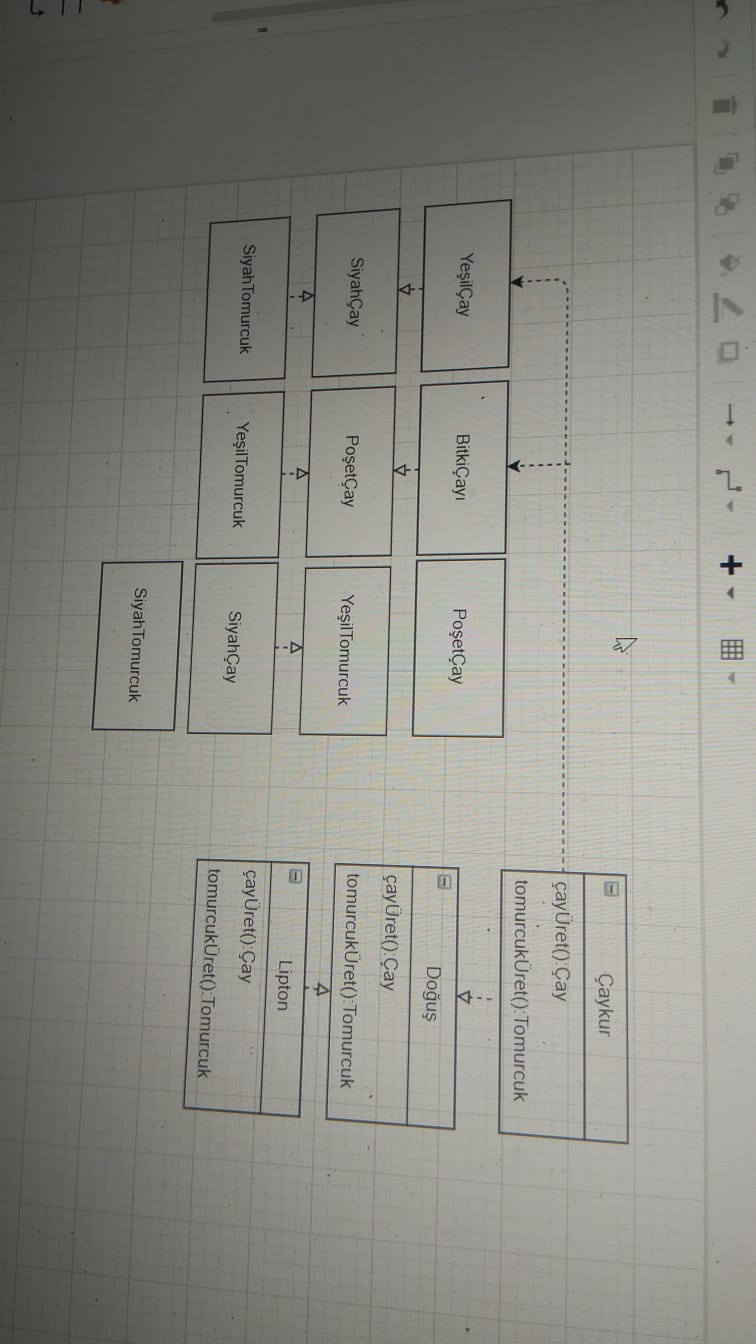 YeşilÇay
BitkiÇayı
PoşetÇay
SiyahÇay
PoşetÇay
YeşilTomurcuk
SiyahTomurcuk
YeşilTomurcuk
SiyahÇay
SiyahTomurcuk
Çaykur
çayÜret():Çay
tomurcukÜret():Tomurcuk
Doğuş
çayÜret():Çay
tomurcukÜret():Tomurcuk
Lipton
çayÜret():Çay
tomurcukÜret():Tomurcuk